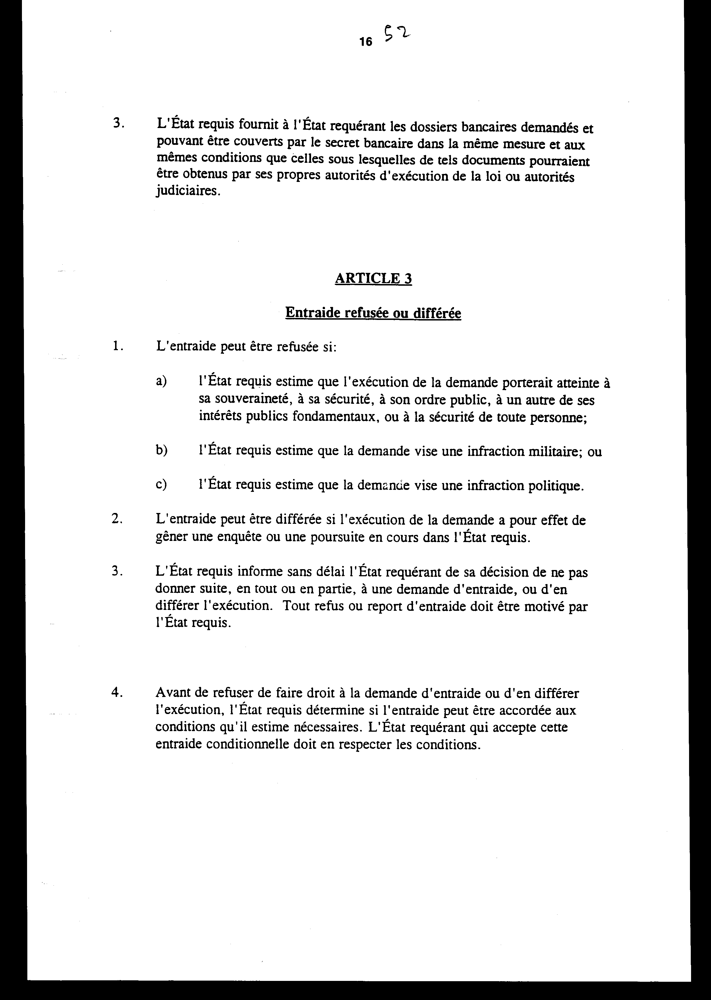 16 52
3. L'État requis fournit à l'État requérant les dossiers bancaires demandés et
pouvant être couverts par le secret bancaire dans la même mesure et aux
mêmes conditions que celles sous lesquelles de tels documents pourraient
être obtenus par ses propres autorités d'exécution de la loi ou autorités
judiciaires.
ARTICLE 3
Entraide refusée ou différée
1. L'entraide peut être refusée si:
a) l'État requis estime que l'exécution de la demande porterait atteinte à
sa souveraineté, à sa sécurité, à son ordre public, à un autre de ses
intérêts publics fondamentaux, ou à la sécurité de toute personne;
b) l'État requis estime que la demande vise une infraction militaire; ou
c) l'État requis estime que la demande vise une infraction politique.
2. L'entraide peut être différée si l'exécution de la demande a pour effet de
gêner une enquête ou une poursuite en cours dans l'État requis.
3. L'État requis informe sans délai l'État requérant de sa décision de ne pas
donner suite, en tout ou en partie, à une demande d'entraide, ou d'en
différer l'exécution. Tout refus ou report d'entraide doit être motivé par
l'État requis.
4. Avant de refuser de faire droit à la demande d'entraide ou d'en différer
l'exécution, l'État requis détermine si l'entraide peut être accordée aux
conditions qu'il estime nécessaires. L'État requérant qui accepte cette
entraide conditionnelle doit en respecter les conditions.